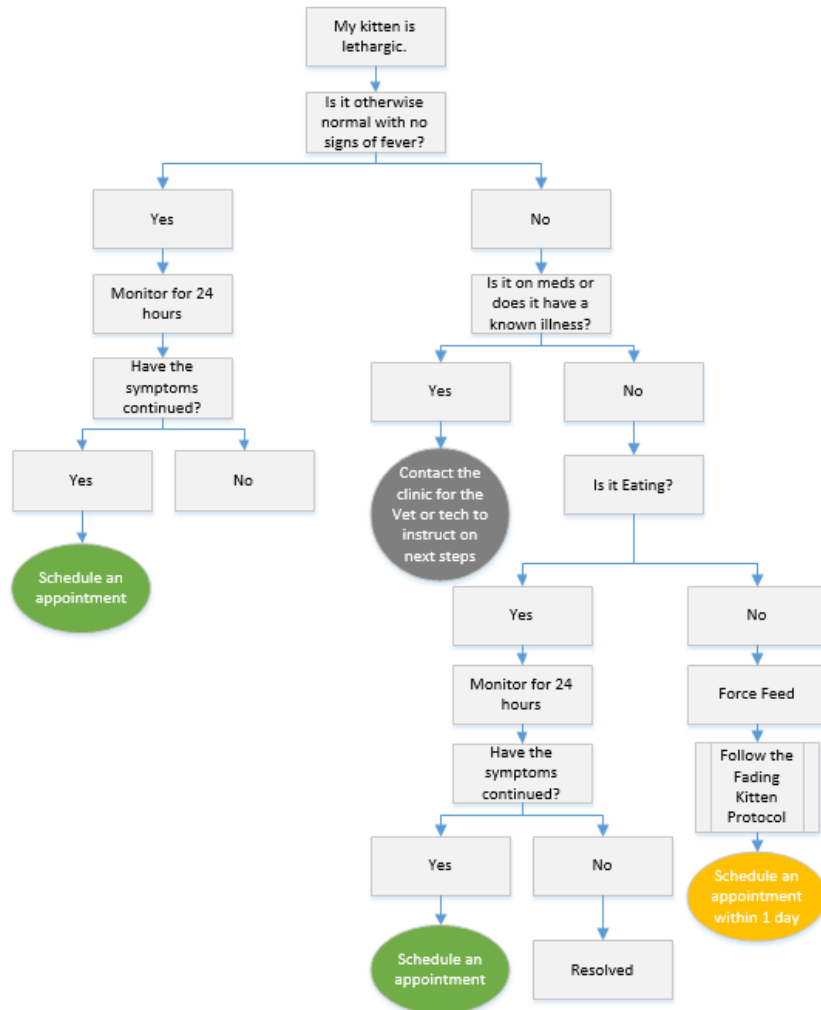 My kitten is
lethargic.
Is it otherwise
normal with no
signs of fever?
Yes
No
Monitor for 24
hours
Is it on meds or
does it have a
known illness?
Have the
symptoms
continued?
Yes
No
Yes
No
Contact the
clinic for the
Vet or tech to
instruct on
next steps
Is it Eating?
Schedule an
appointment
Yes
No
Monitor for 24
hours
Force Feed
Have the
symptoms
continued?
Follow the
Fading
Kitten
Protocol
Yes
No
Schedule an
appointment
within 1 day
Schedule an
appointment
Resolved